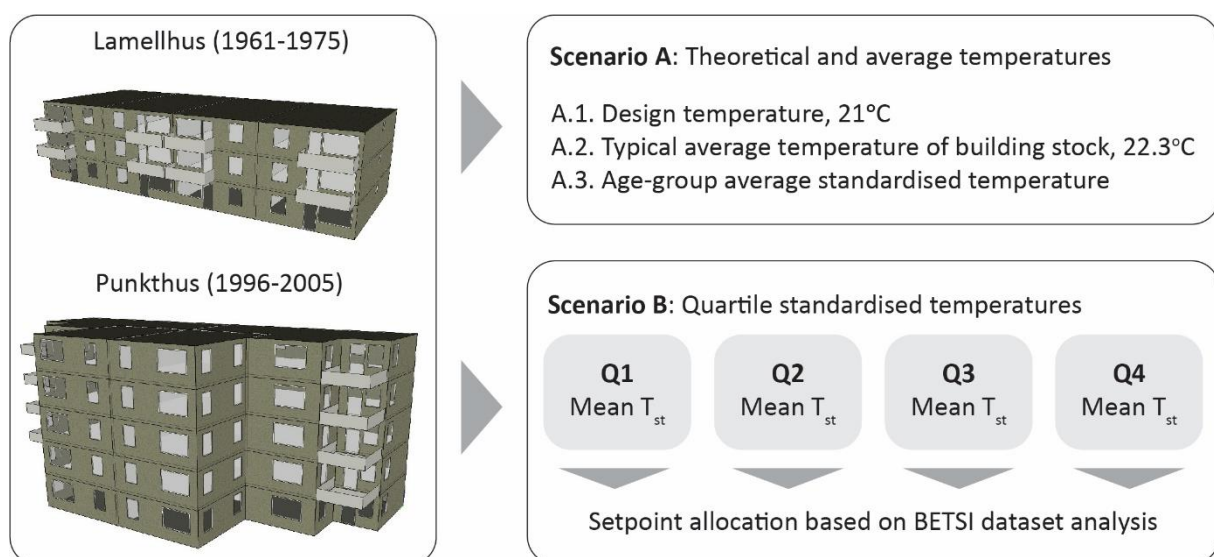 Lamellhus (1961-1975)
Punkthus (1996-2005)
Scenario A: Theoretical and average temperatures
A.1. Design temperature, 21°C
A.2. Typical average temperature of building stock, 22.3°C
A.3. Age-group average standardised temperature
Scenario B: Quartile standardised temperatures
Q1
Mean Tst
Q2
Mean Tst
Q3
Mean Tst
Q4
Mean Tst
Setpoint allocation based on BETSI dataset analysis